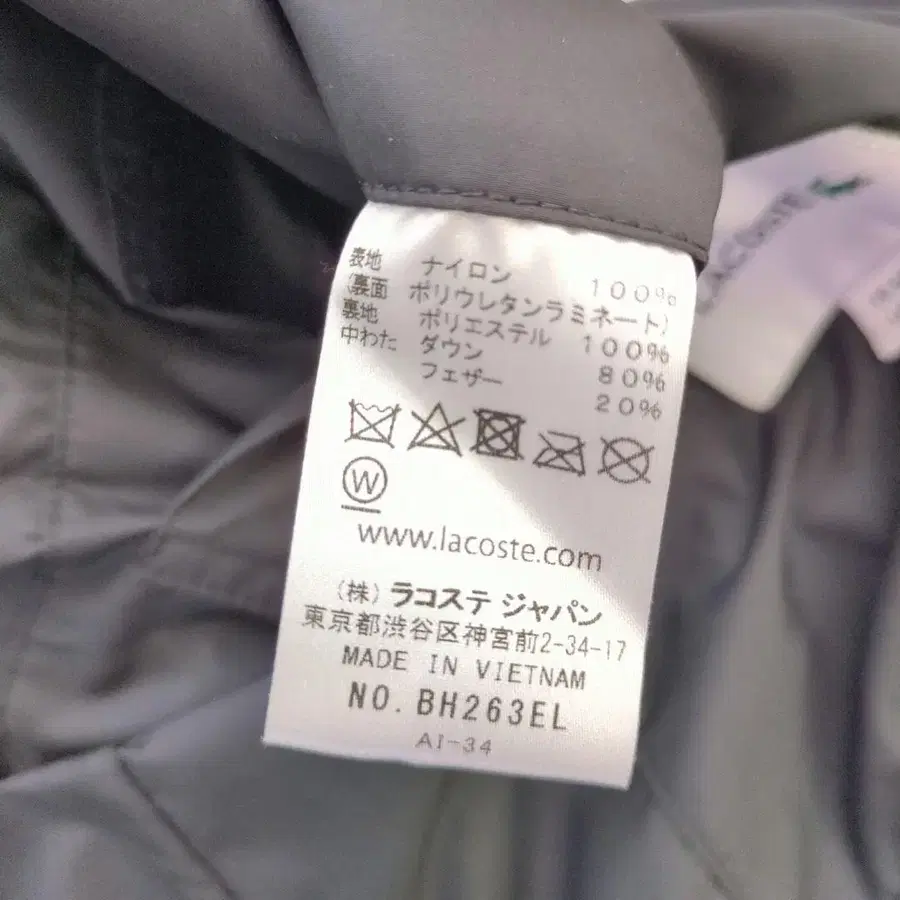 表地 ナイロン 100%
(裏面 ポリウレタンラミネート)
裏地 ポリエステル 100%
中わた ダウン 80%
フェザー 20%
W
www.lacoste.com
(株) ラコステ ジャパン
東京都渋谷区神宮前2-34-17
MADE IN VIETNAM
NO. BH263EL
AI-34
LACOSTE